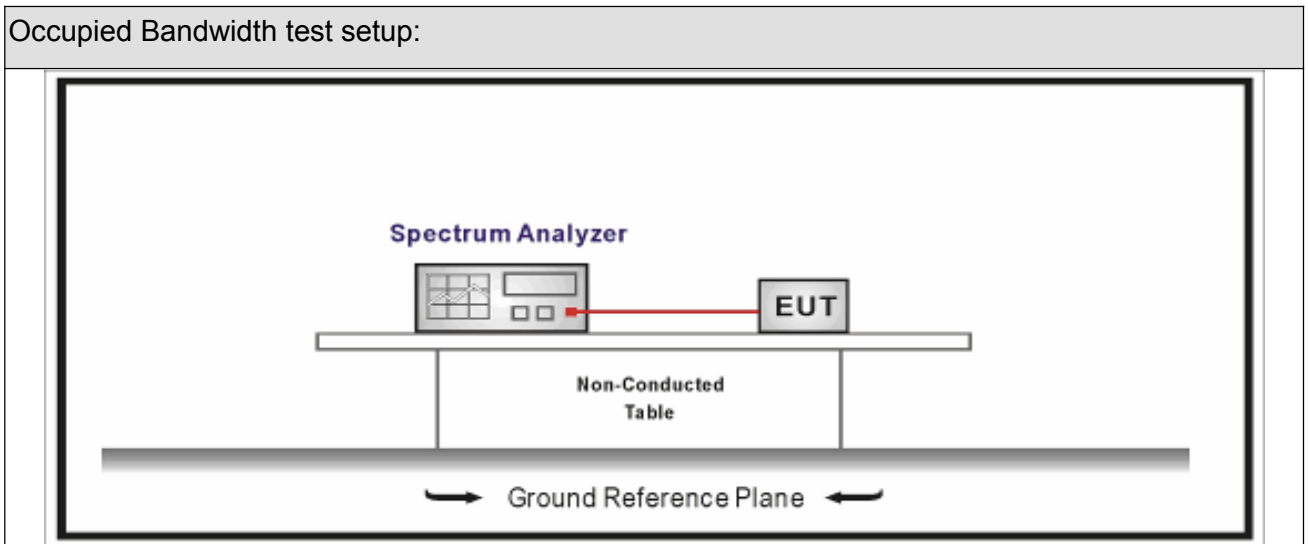 Occupied Bandwidth test setup:
Spectrum Analyzer
EUT
Non-Conducted
Table
Ground Reference Plane